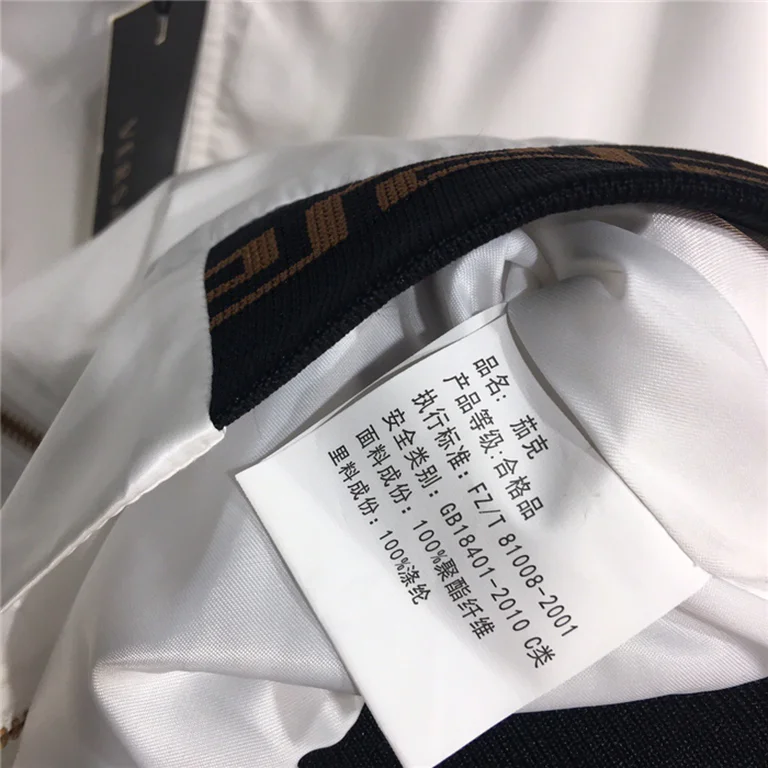 VERS
品名: 茄克
产品等级:合格品
执行标准: FZ/T 81008-2001
安全类别: GB18401-2010 C类
面料成份: 100%聚酯纤维
里料成份: 100%涤纶